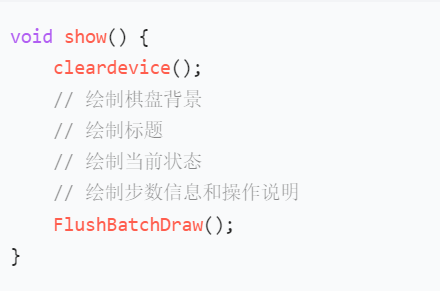 void show() {
    cleardevice();
    // 绘制棋盘背景
    // 绘制标题
    // 绘制当前状态
    // 绘制步数信息和操作说明
    FlushBatchDraw();
}